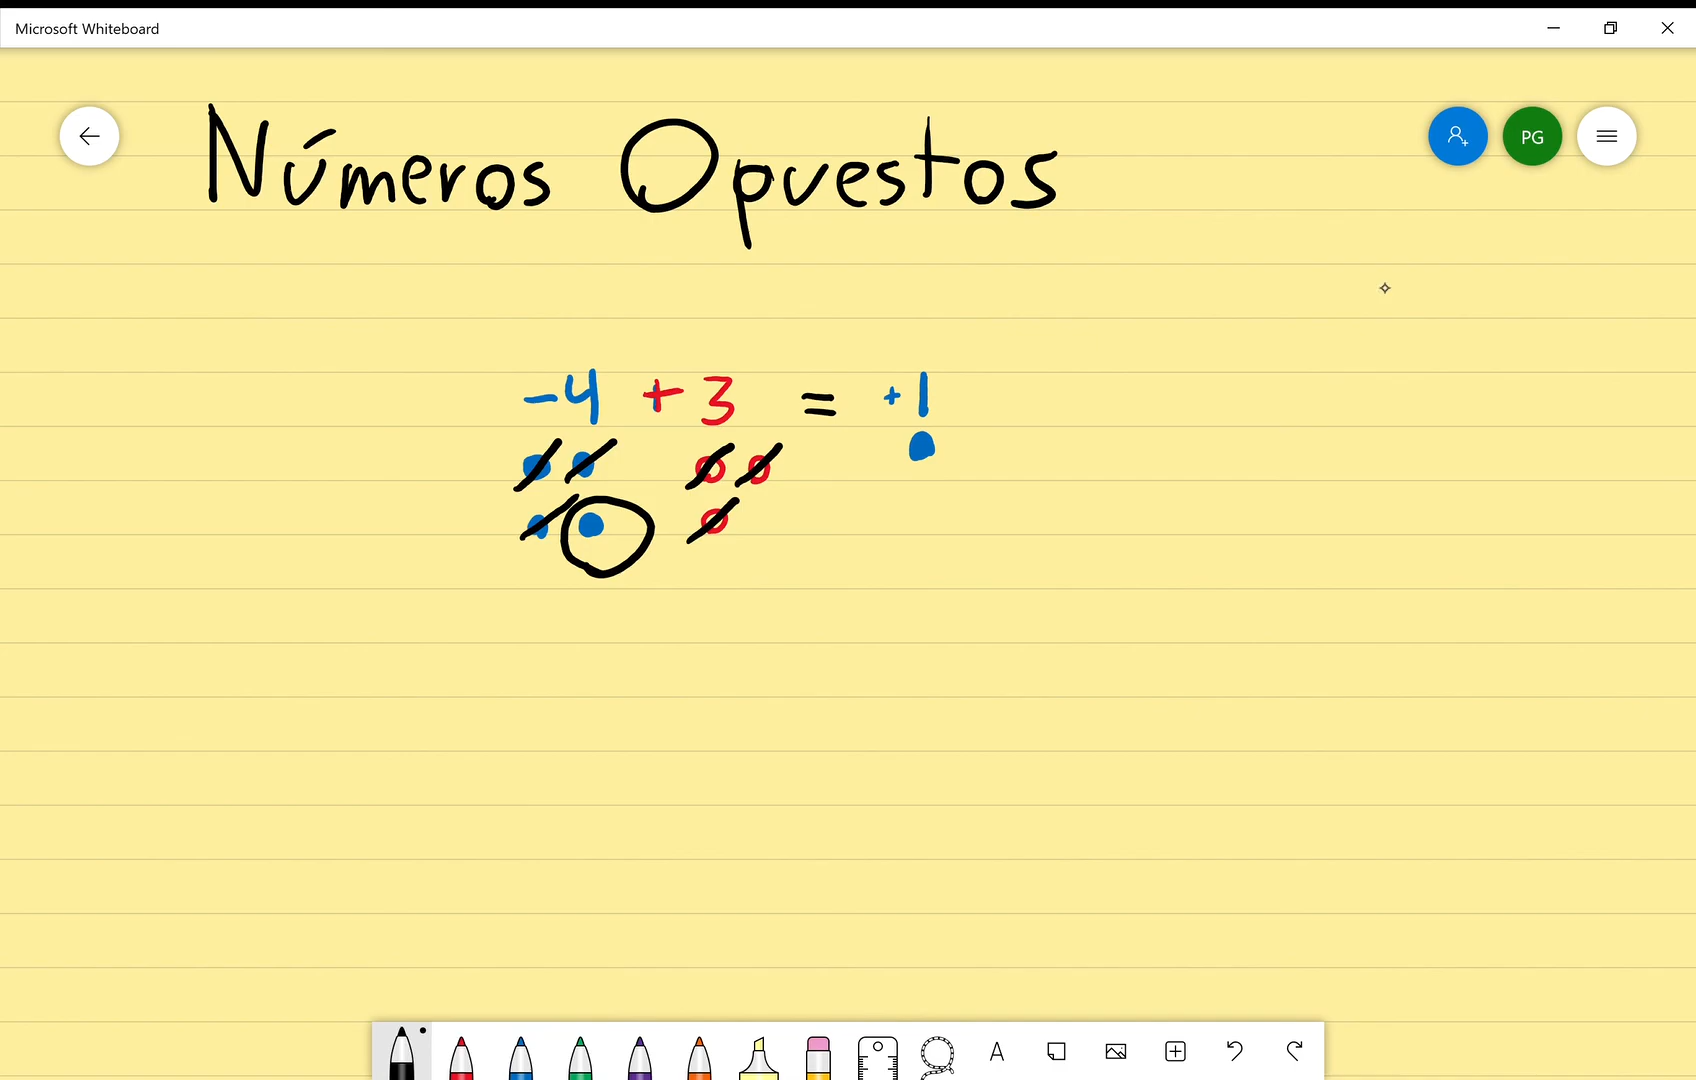 Microsoft Whiteboard
Números Opuestos
PG
-4 + 3 = +1
A